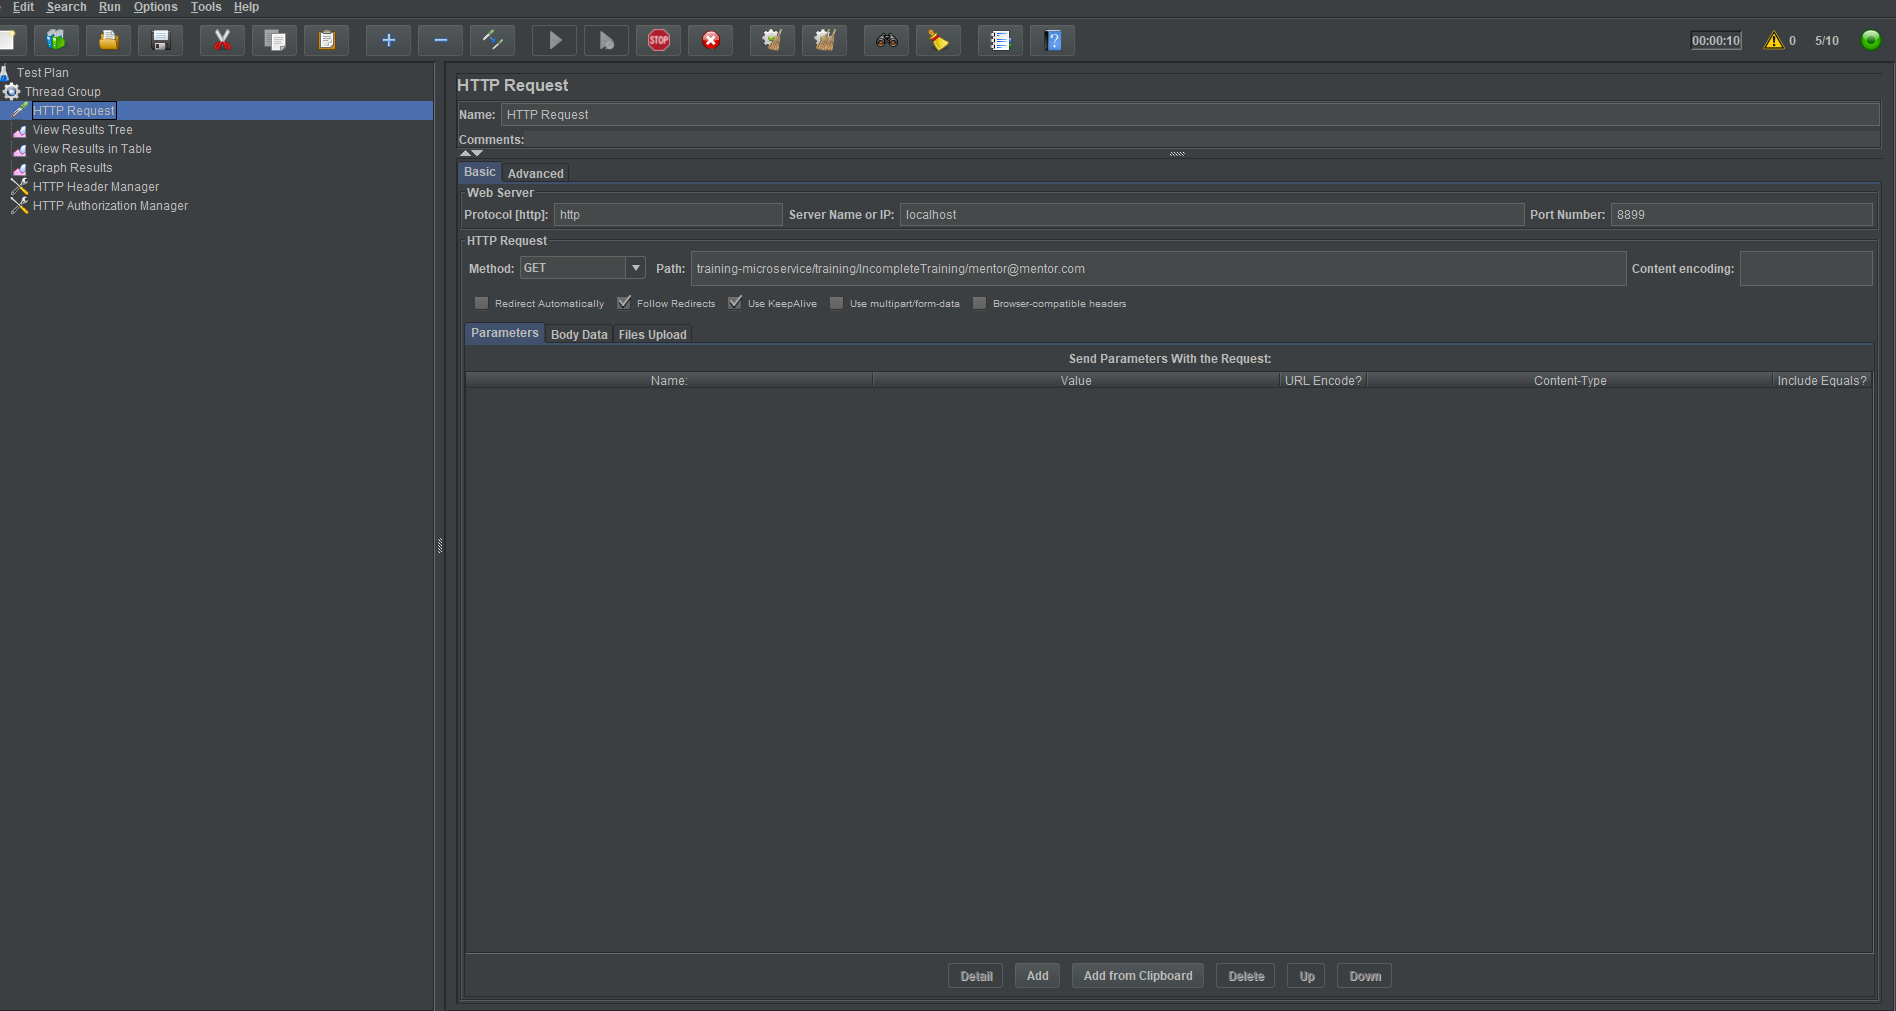 Edit Search Run Options Tools Help
STOP
?
00:00:10 0 5/10
Test Plan
Thread Group
HTTP Request
View Results Tree
View Results in Table
Graph Results
HTTP Header Manager
HTTP Authorization Manager
HTTP Request
Name: HTTP Request
Comments:
Basic Advanced
Web Server
Protocol [http]: http Server Name or IP: localhost Port Number: 8899
HTTP Request
Method: GET Path: training-microservice/training/IncompleteTraining/mentor@mentor.com Content encoding:
Redirect Automatically Follow Redirects Use KeepAlive Use multipart/form-data Browser-compatible headers
Parameters Body Data Files Upload
Send Parameters With the Request:
Name: Value URL Encode? Content-Type Include Equals?
Detail Add Add from Clipboard Delete Up Down